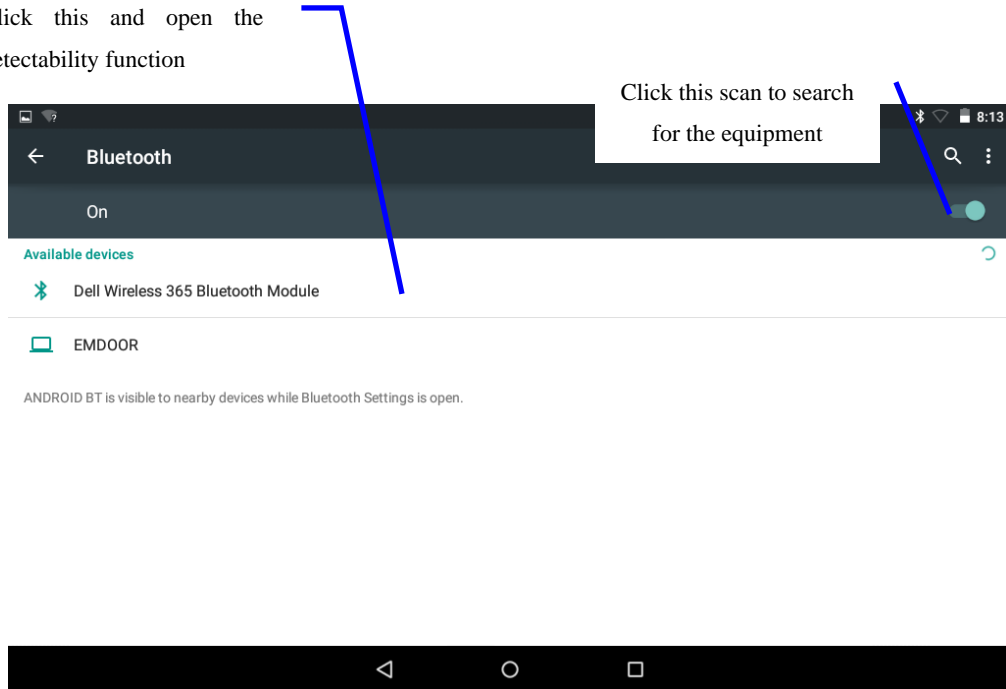 lick this and open the
etectability function
Click this scan to search
for the equipment
8:13
Bluetooth
On
Available devices
Dell Wireless 365 Bluetooth Module
EMDOOR
ANDROID BT is visible to nearby devices while Bluetooth Settings is open.